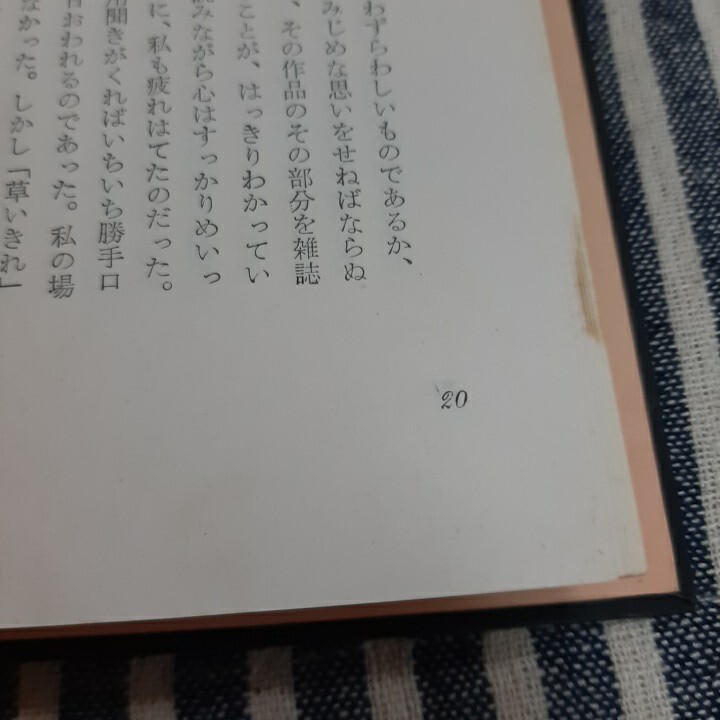 わずらわしいものであるか、
みじめな思いをせねばならぬ
、その作品のその部分を雑誌
ことが、はっきりわかってい
読みながら心はすっかりめいっ
に、私も疲れはてたのだった。
用聞きがくればいちいち勝手口
おわれるのであった。私の場
なかった。しかし「草いきれ」
20